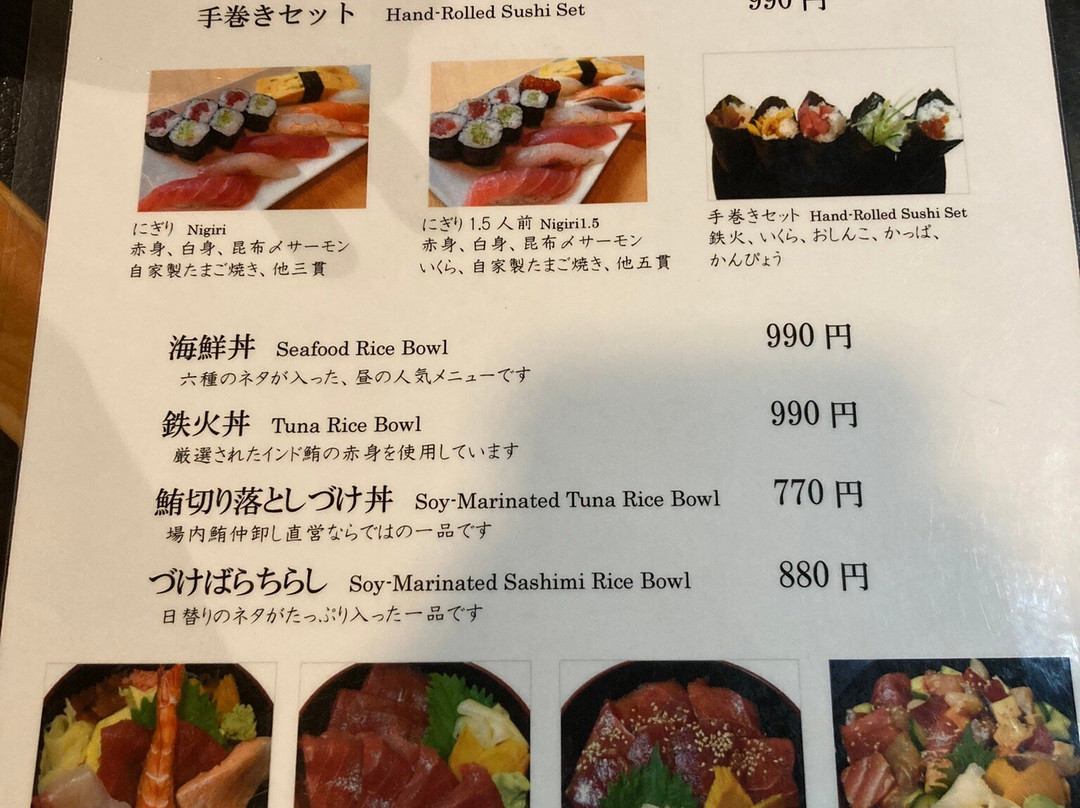 手巻きセット Hand-Rolled Sushi Set 990 円
にぎり Nigiri
赤身、白身、昆布〆サーモン
自家製たまご焼き、他三貫
にぎり1.5人前 Nigiri1.5
赤身、白身、昆布〆サーモン
いくら、自家製たまご焼き、他五貫
手巻きセット Hand-Rolled Sushi Set
鉄火、いくら、おしんこ、かっぱ、
かんぴょう
海鮮丼 Seafood Rice Bowl 990 円
六種のネタが入った、昼の人気メニューです
鉄火丼 Tuna Rice Bowl 990 円
厳選されたインド鮪の赤身を使用しています
鮪切り落としづけ丼 Soy-Marinated Tuna Rice Bowl 770 円
場内鮪仲卸し直営ならではの一品です
づけばらちらし Soy-Marinated Sashimi Rice Bowl 880 円
日替りのネタがたっぷり入った一品です